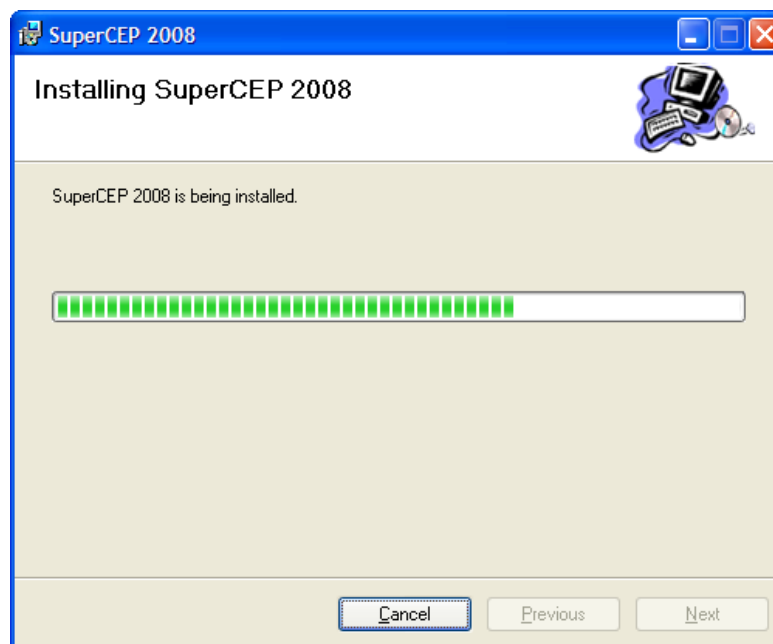 SuperCEP 2008
Installing SuperCEP 2008
SuperCEP 2008 is being installed.
Cancel Previous Next